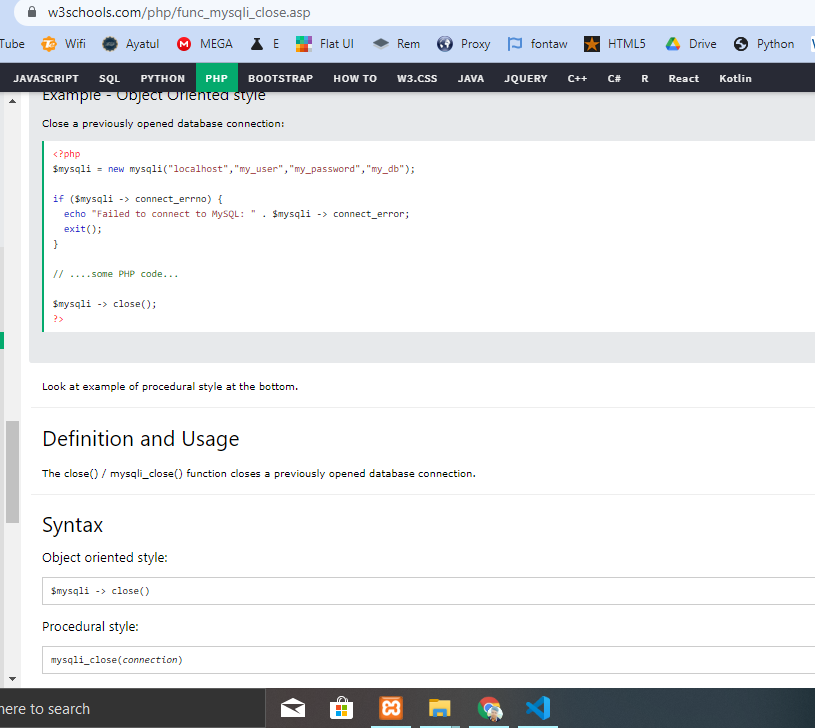 w3schools.com/php/func_mysqli_close.asp
Tube Wifi Ayatul MEGA E Flat UI Rem Proxy fontaw HTML5 Drive Python
JAVASCRIPT SQL PYTHON PHP BOOTSTRAP HOW TO W3.CSS JAVA JQUERY C++ C# R React Kotlin
Example - Object Oriented style
Close a previously opened database connection:
<?php
$mysqli = new mysqli("localhost","my_user","my_password","my_db");
if ($mysqli -> connect_errno) {
echo "Failed to connect to MySQL: " . $mysqli -> connect_error;
exit();
}
// ....some PHP code...
$mysqli -> close();
?>
Look at example of procedural style at the bottom.
Definition and Usage
The close() / mysqli_close() function closes a previously opened database connection.
Syntax
Object oriented style:
$mysqli -> close()
Procedural style:
mysqli_close(connection)
here to search